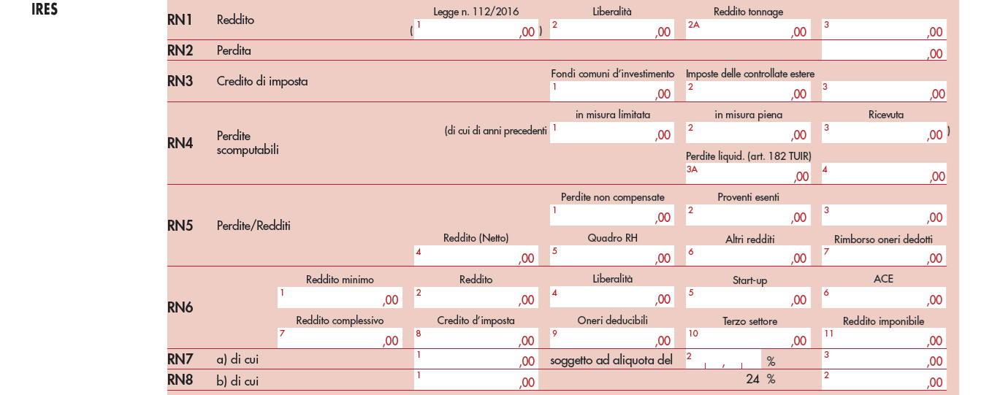 IRES
Legge n. 112/2016 Liberalità Reddito tonnage
RN1 Reddito ( 1 ,00 ) 2 ,00 2A ,00 3 ,00
RN2 Perdita ,00
Fondi comuni d'investimento Imposte delle controllate estere
RN3 Credito di imposta 1 ,00 2 ,00 3 ,00
in misura limitata in misura piena Ricevuta
RN4 Perdite scomputabili (di cui di anni precedenti 1 ,00 2 ,00 3 ,00 )
Perdite liquid. (art. 182 TUIR)
3A ,00 4 ,00
Perdite non compensate Proventi esenti
RN5 Perdite/Redditi 1 ,00 2 ,00 3 ,00
Reddito (Netto) Quadro RH Altri redditi Rimborso oneri dedotti
4 ,00 5 ,00 6 ,00 7 ,00
Reddito minimo Reddito Liberalità Start-up ACE
RN6 1 ,00 2 ,00 4 ,00 5 ,00 6 ,00
Reddito complessivo Credito d'imposta Oneri deducibili Terzo settore Reddito imponibile
7 ,00 8 ,00 9 ,00 10 ,00 11 ,00
RN7 a) di cui 1 ,00 soggetto ad aliquota del 2 , % 3 ,00
RN8 b) di cui 1 ,00 24 % 2 ,00